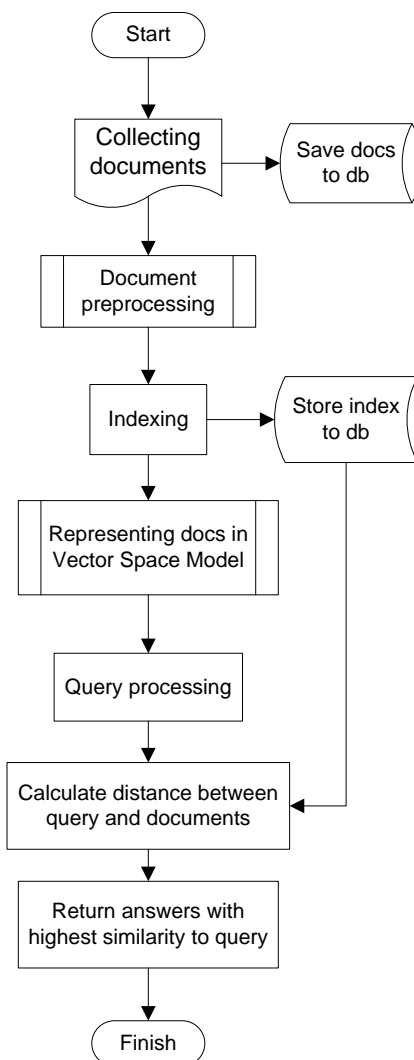 Start
Collecting
documents
Save docs
to db
Document
preprocessing
Indexing
Store index
to db
Representing docs in
Vector Space Model
Query processing
Calculate distance between
query and documents
Return answers with
highest similarity to query
Finish